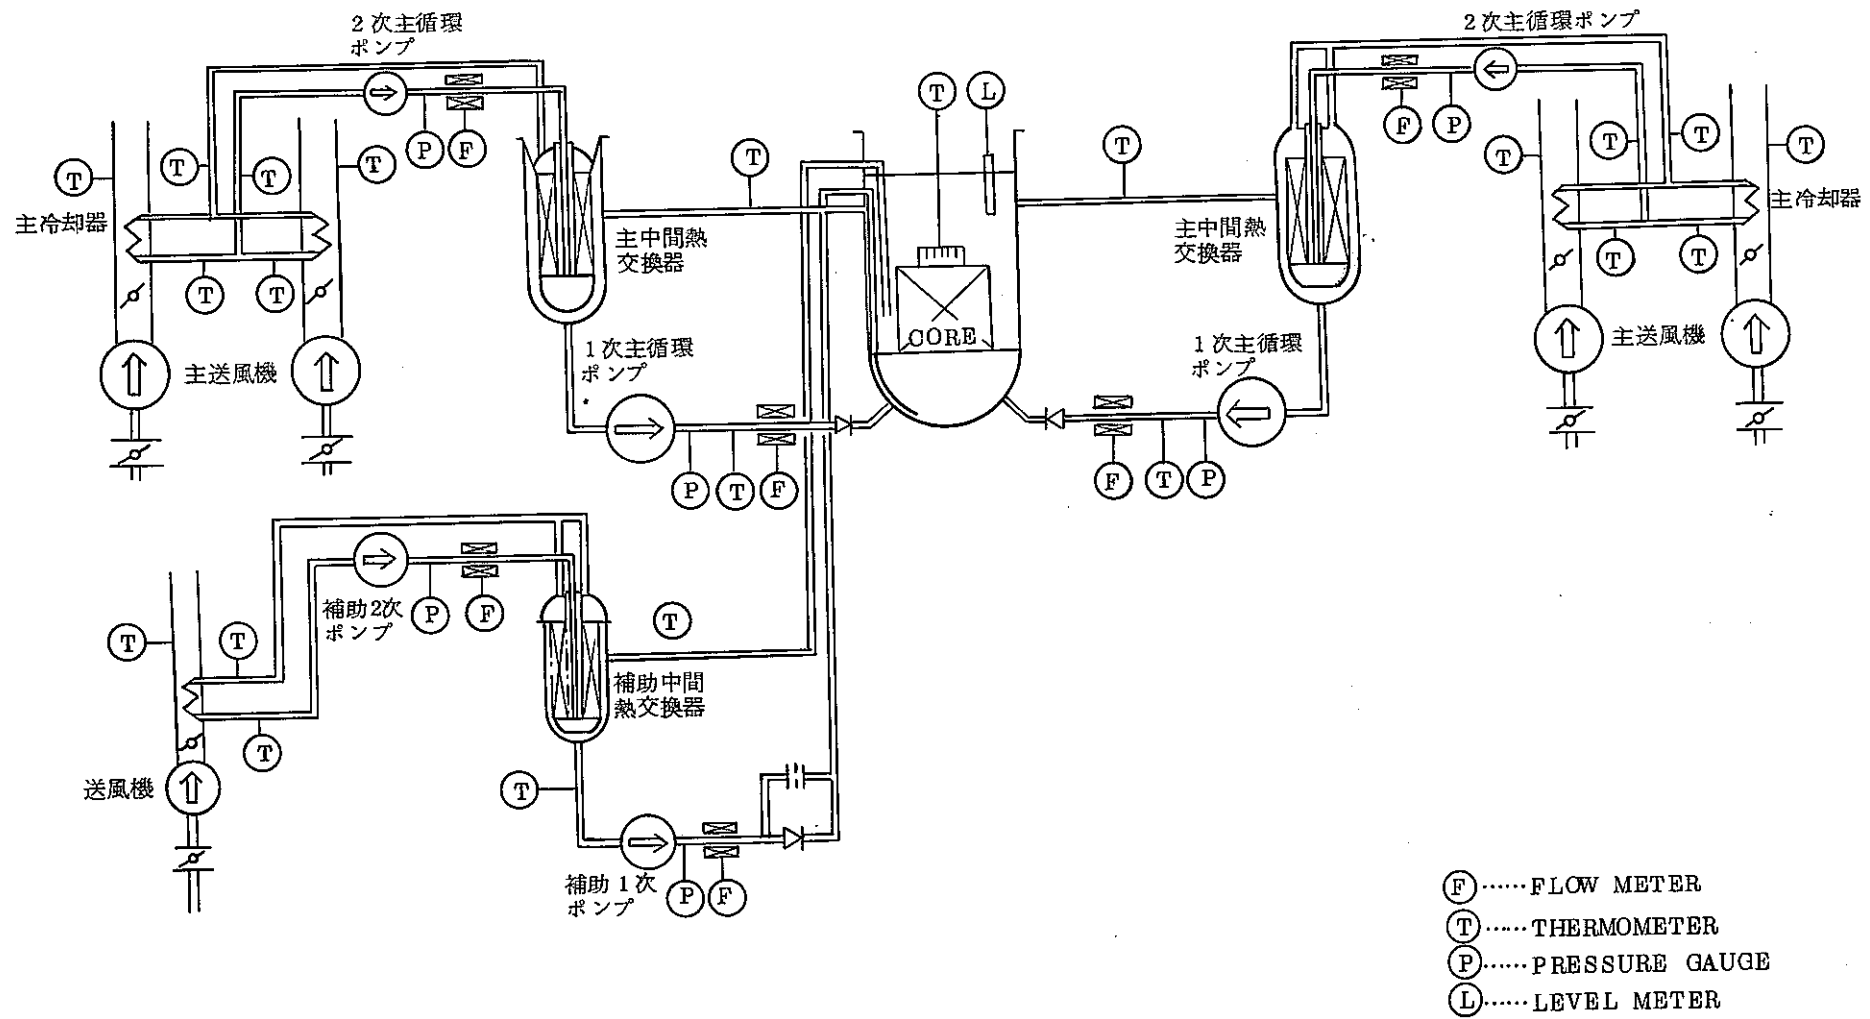 2次主循環
ポンプ
2次主循環ポンプ
T
L
P
F
T
T
T
T
主冷却器
T
T
主中間熱
交換器
T
T
主中間熱
交換器
F
P
T
T
T
T
主冷却器
T
T
CORE
主送風機
1次主循環
ポンプ
1次主循環
ポンプ
主送風機
P
T
F
F
T
P
補助2次
ポンプ
P
F
T
T
T
T
補助中間
熱交換器
送風機
T
補助1次
ポンプ
P
F
F ...... FLOW METER
T ...... THERMOMETER
P ...... PRESSURE GAUGE
L ...... LEVEL METER